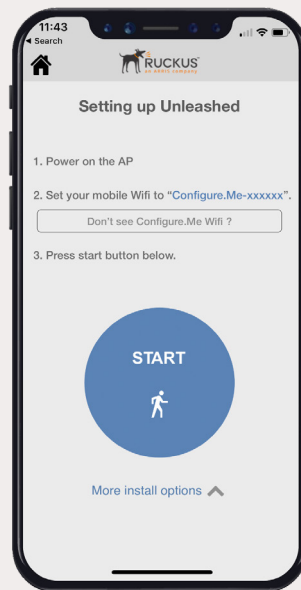 11:43
◀ Search
RUCKUS™
an ARRIS company
Setting up Unleashed
1. Power on the AP
2. Set your mobile Wifi to “Configure.Me-xxxxxx”.
Don't see Configure.Me Wifi ?
3. Press start button below.
START
More install options